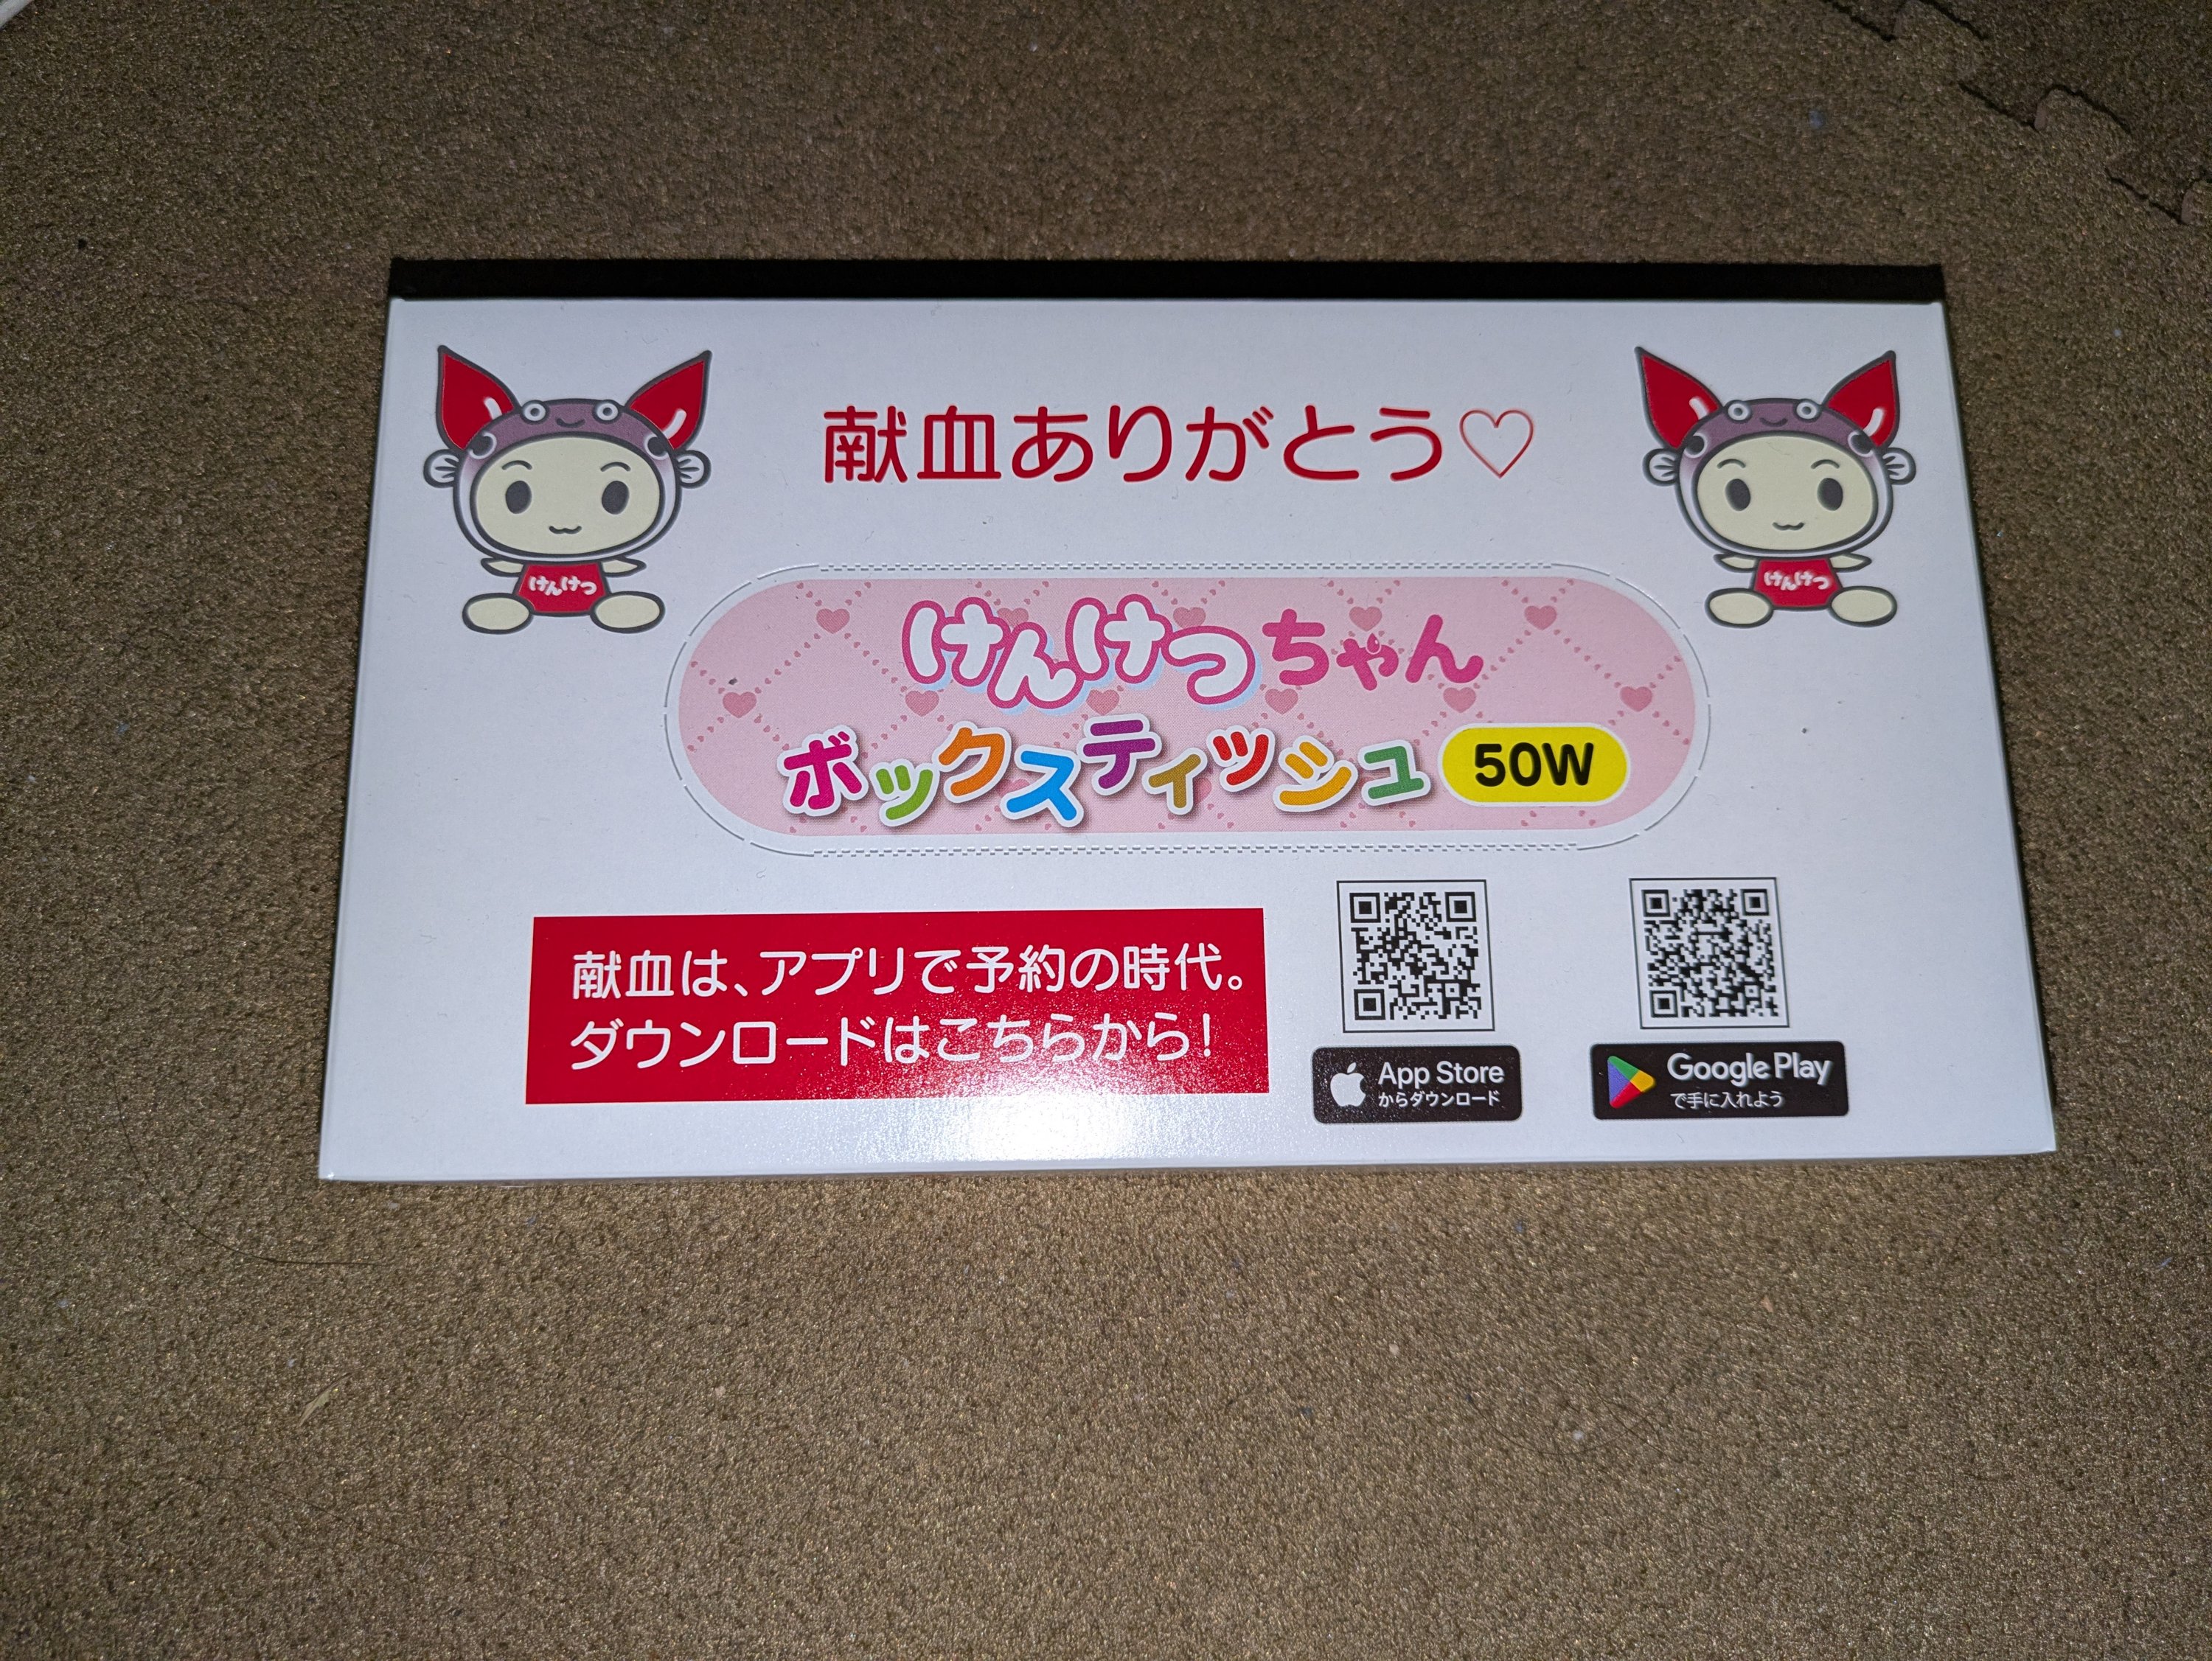 献血ありがとう♡
けんけつ
けんけつ
けんけつちゃん
ボックスティッシュ 50W
献血は、アプリで予約の時代。
ダウンロードはこちらから!
App Store
からダウンロード
Google Play
で手に入れよう